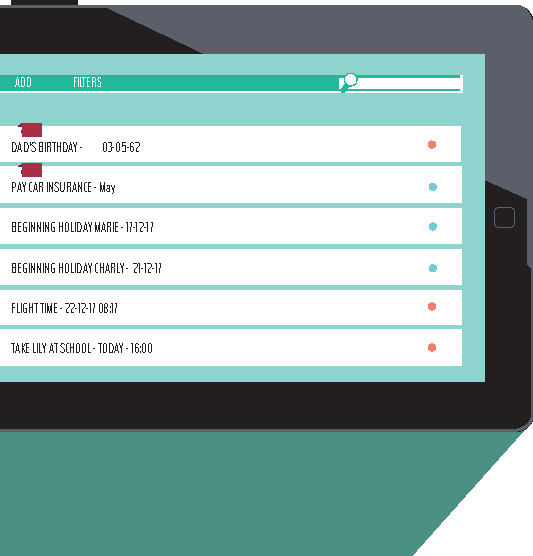 ADD FILTERS
DAD'S BIRTHDAY - 03-05-62
PAY CAR INSURANCE - May
BEGINNING HOLIDAY MARIE - 17-12-17
BEGINNING HOLIDAY CHARLY - 21-12-17
FLIGHT TIME - 22-12-17 08:17
TAKE LILY AT SCHOOL - TODAY - 16:00